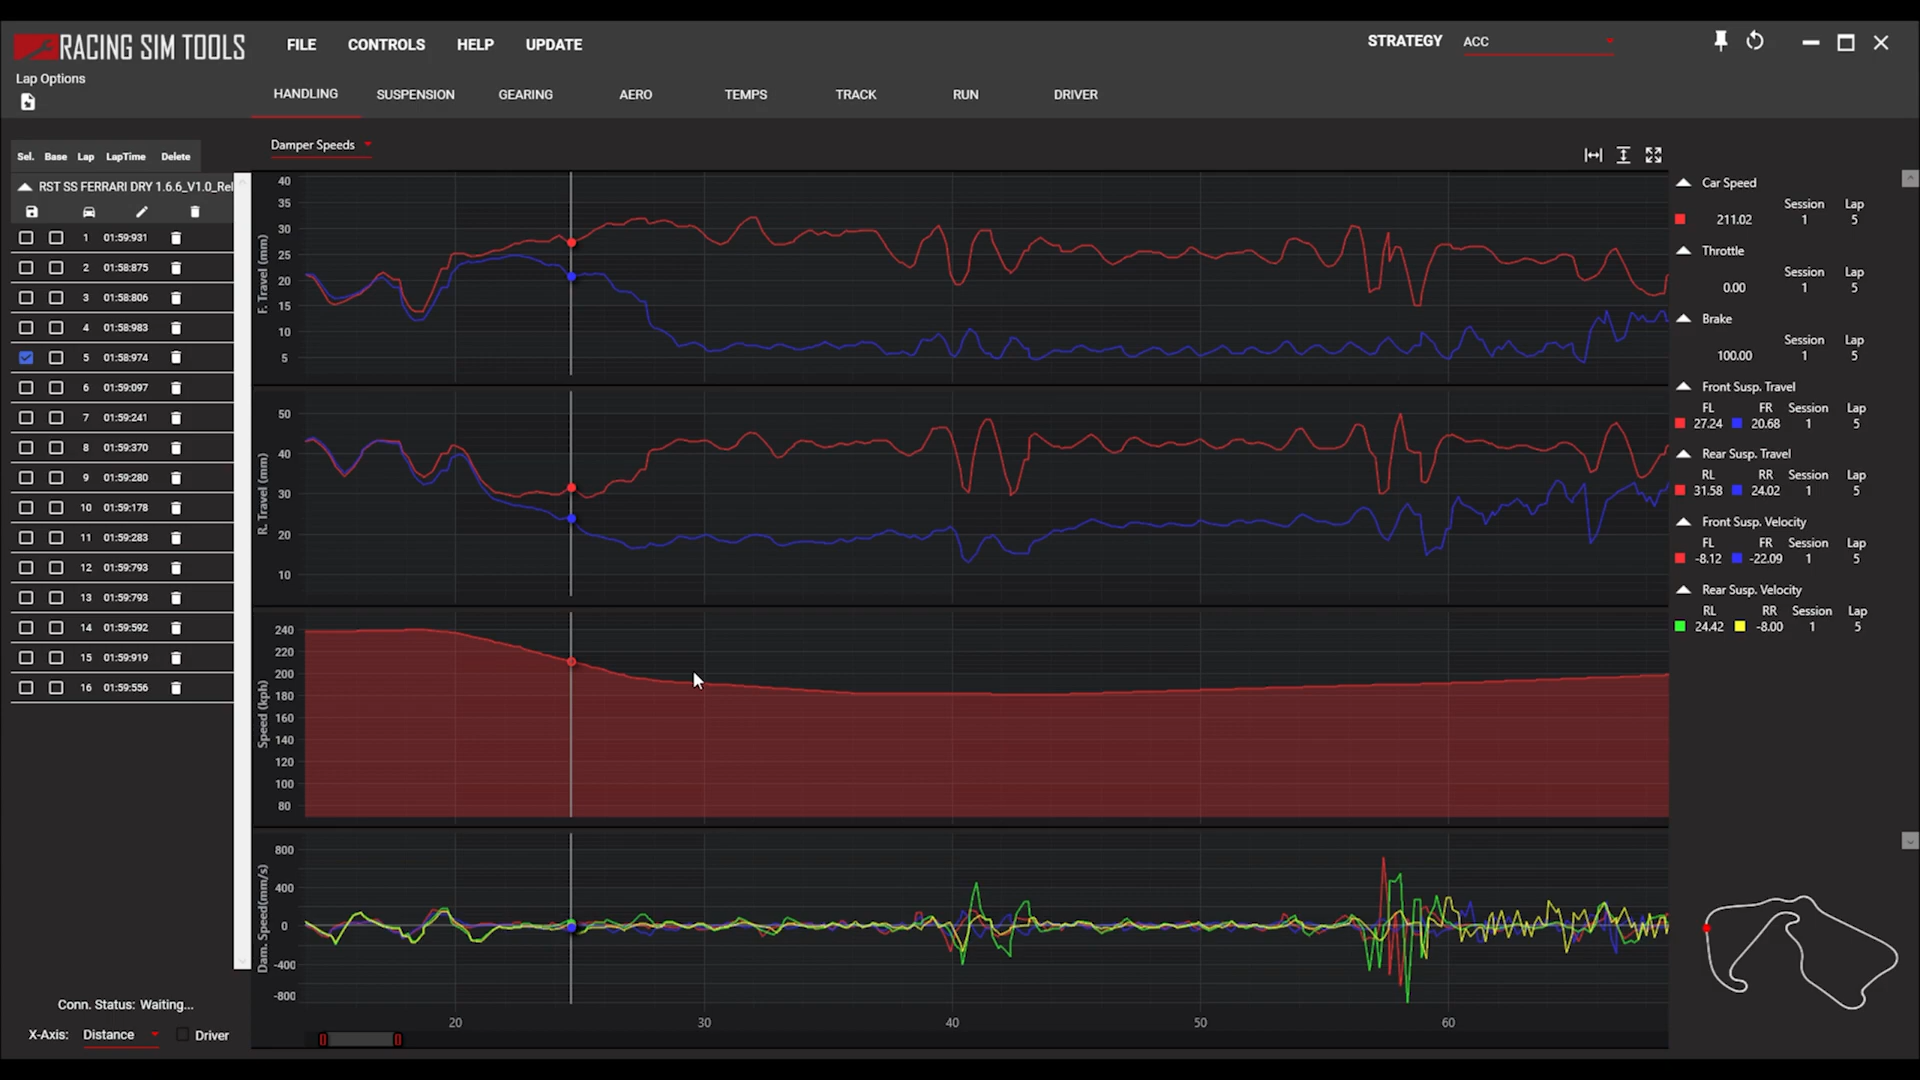 RACING SIM TOOLS
FILE CONTROLS HELP UPDATE
STRATEGY ACC
Lap Options
HANDLING SUSPENSION GEARING AERO TEMPS TRACK RUN DRIVER
Damper Speeds
Sel. Base Lap LapTime Delete
RST SS FERRARI DRY 1.6.6_V1.0_Rel
1 01:59:931
2 01:58:875
3 01:58:806
4 01:58:983
5 01:58:974
6 01:59:097
7 01:59:241
8 01:59:370
9 01:59:280
10 01:59:178
11 01:59:283
12 01:59:793
13 01:59:793
14 01:59:592
15 01:59:919
16 01:59:556
Conn. Status: Waiting...
X-Axis: Distance Driver
F. Travel (mm)
40
35
30
25
20
15
10
5
R. Travel (mm)
50
40
30
20
10
Speed (kph)
240
220
200
180
160
140
120
100
80
Dam. Speed(mm/s)
800
400
0
-400
-800
20 30 40 50 60
Car Speed
Session Lap
211.02 1 5
Throttle
Session Lap
0.00 1 5
Brake
Session Lap
100.00 1 5
Front Susp. Travel
FL FR Session Lap
27.24 20.68 1 5
Rear Susp. Travel
RL RR Session Lap
31.58 24.02 1 5
Front Susp. Velocity
FL FR Session Lap
-8.12 -22.09 1 5
Rear Susp. Velocity
RL RR Session Lap
24.42 -8.00 1 5